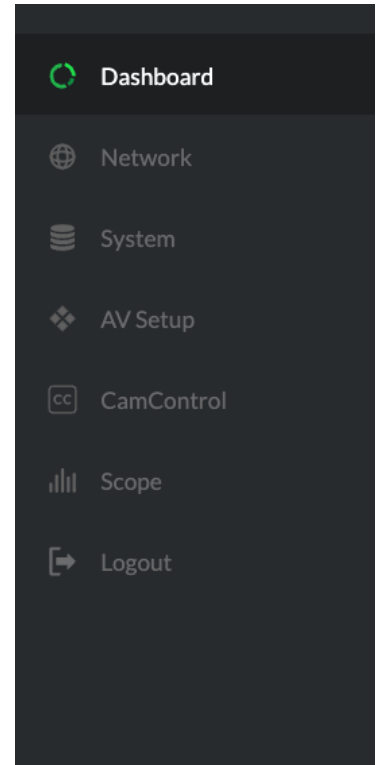 Dashboard
Network
System
AV Setup
CC CamControl
Scope
Logout